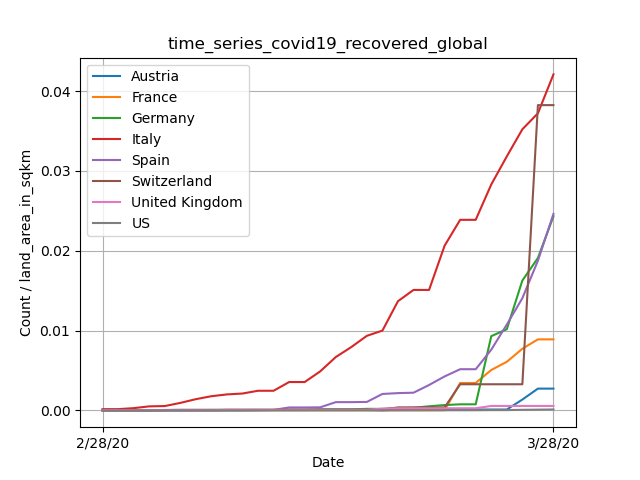 time_series_covid19_recovered_global
Count / land_area_in_sqkm
0.04
0.03
0.02
0.01
0.00
Austria
France
Germany
Italy
Spain
Switzerland
United Kingdom
US
2/28/20
3/28/20
Date